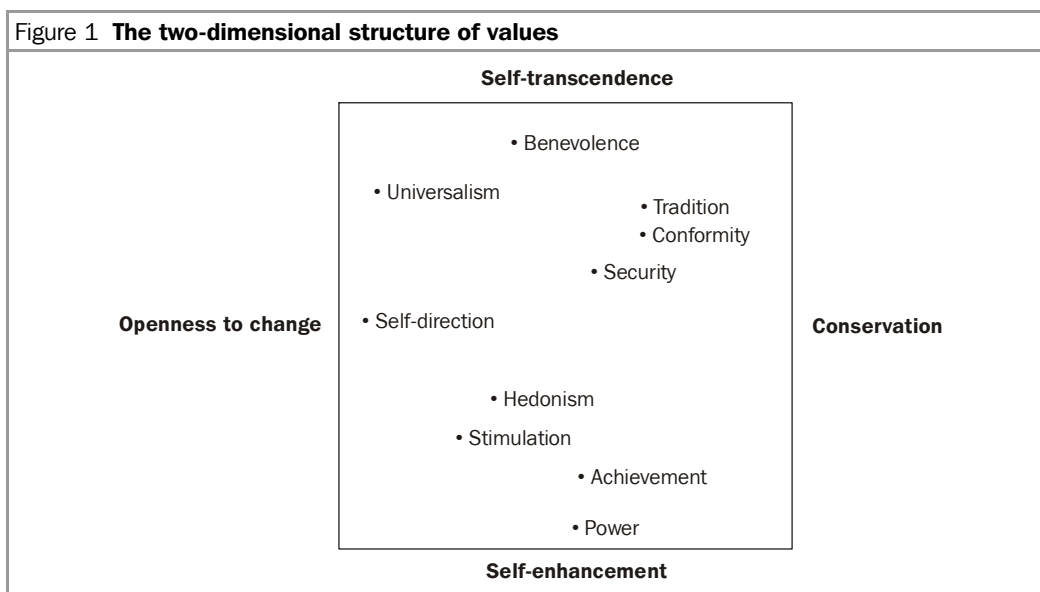 Figure 1 The two-dimensional structure of values
Self-transcendence
• Benevolence
• Universalism
• Tradition
• Conformity
• Security
Openness to change
• Self-direction
Conservation
• Hedonism
• Stimulation
• Achievement
• Power
Self-enhancement